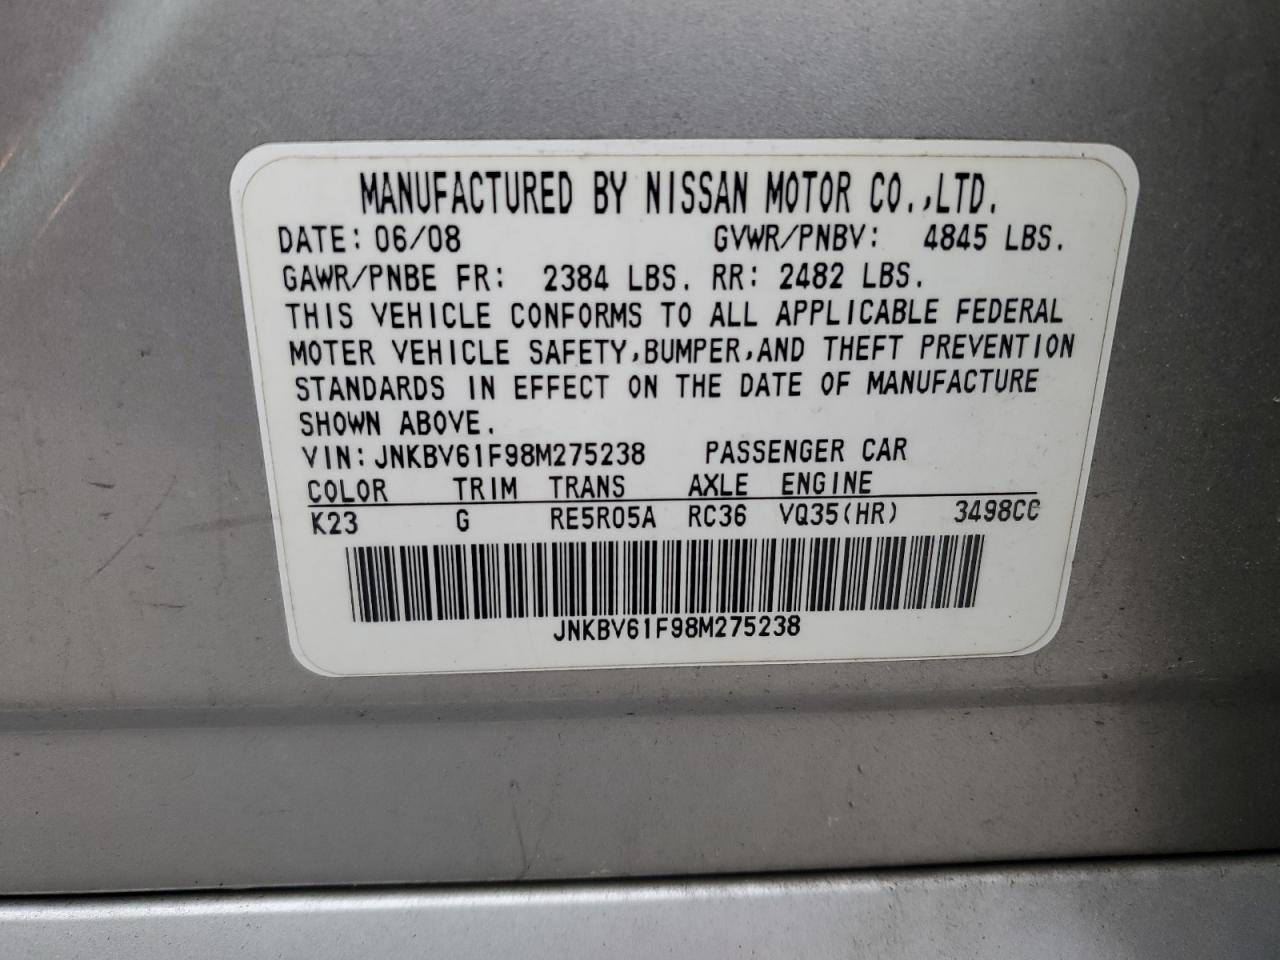 MANUFACTURED BY NISSAN MOTOR CO.,LTD.
DATE: 06/08 GVWR/PNBV: 4845 LBS.
GAWR/PNBE FR: 2384 LBS. RR: 2482 LBS.
THIS VEHICLE CONFORMS TO ALL APPLICABLE FEDERAL
MOTER VEHICLE SAFETY,BUMPER,AND THEFT PREVENTION
STANDARDS IN EFFECT ON THE DATE OF MANUFACTURE
SHOWN ABOVE.
VIN: JNKBV61F98M275238 PASSENGER CAR
COLOR TRIM TRANS AXLE ENGINE
K23 G RE5R05A RC36 VQ35(HR) 3498CC
JNKBV61F98M275238